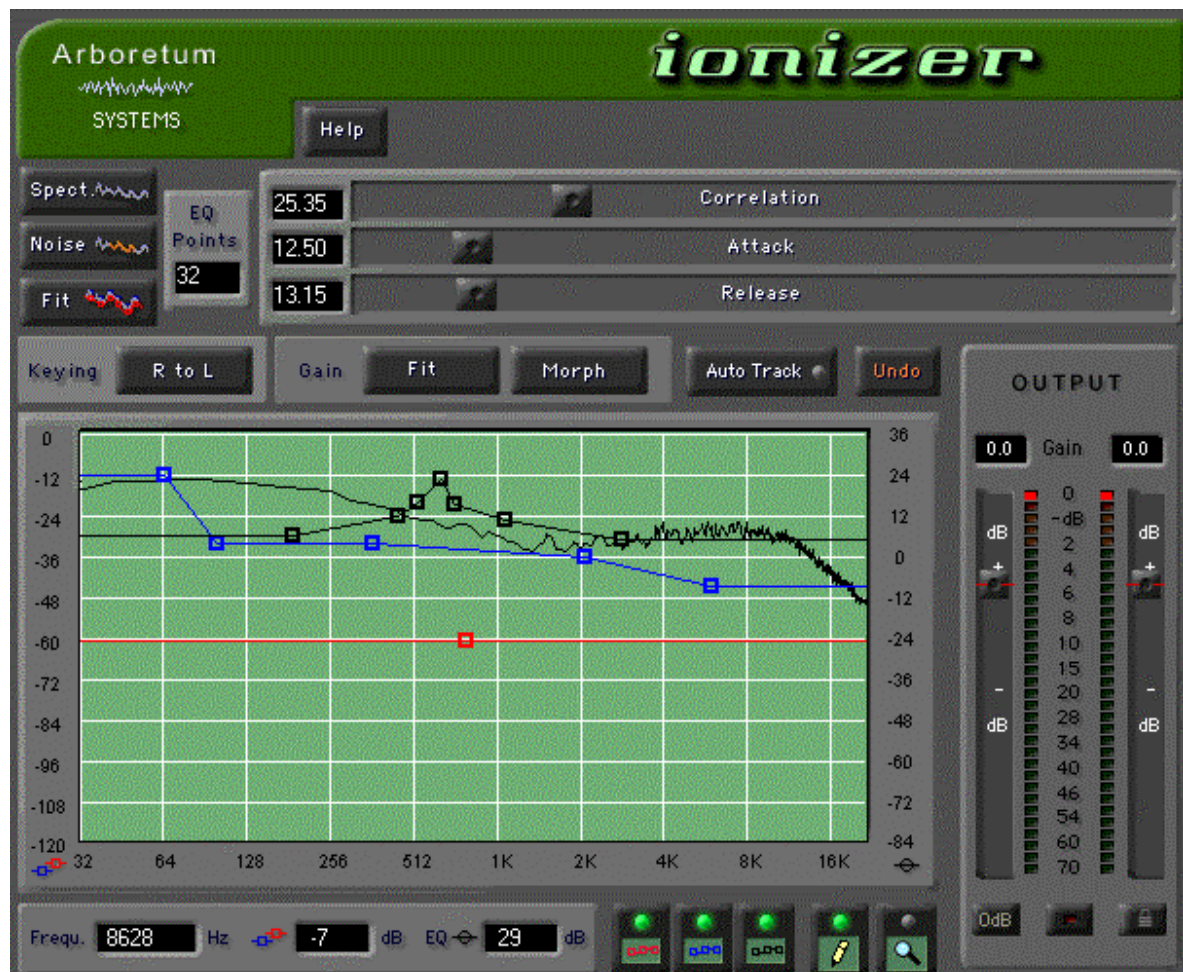 Arboretum
SYSTEMS
ionizer
Help
Spect.
Noise
Fit
EQ
Points
32
25.35 Correlation
12.50 Attack
13.15 Release
Keying R to L
Gain Fit Morph
Auto Track
Undo
OUTPUT
0.0 Gain 0.0
0
-12
-24
-36
-48
-60
-72
-84
-96
-108
-120
36
24
12
0
-12
-24
-36
-48
-60
-72
-84
32 64 128 256 512 1K 2K 4K 8K 16K
dB
+
-
dB
0
-dB
2
4
6
8
10
15
20
28
34
40
46
54
60
70
dB
+
-
dB
0dB
Frequ. 8628 Hz -7 dB EQ 29 dB